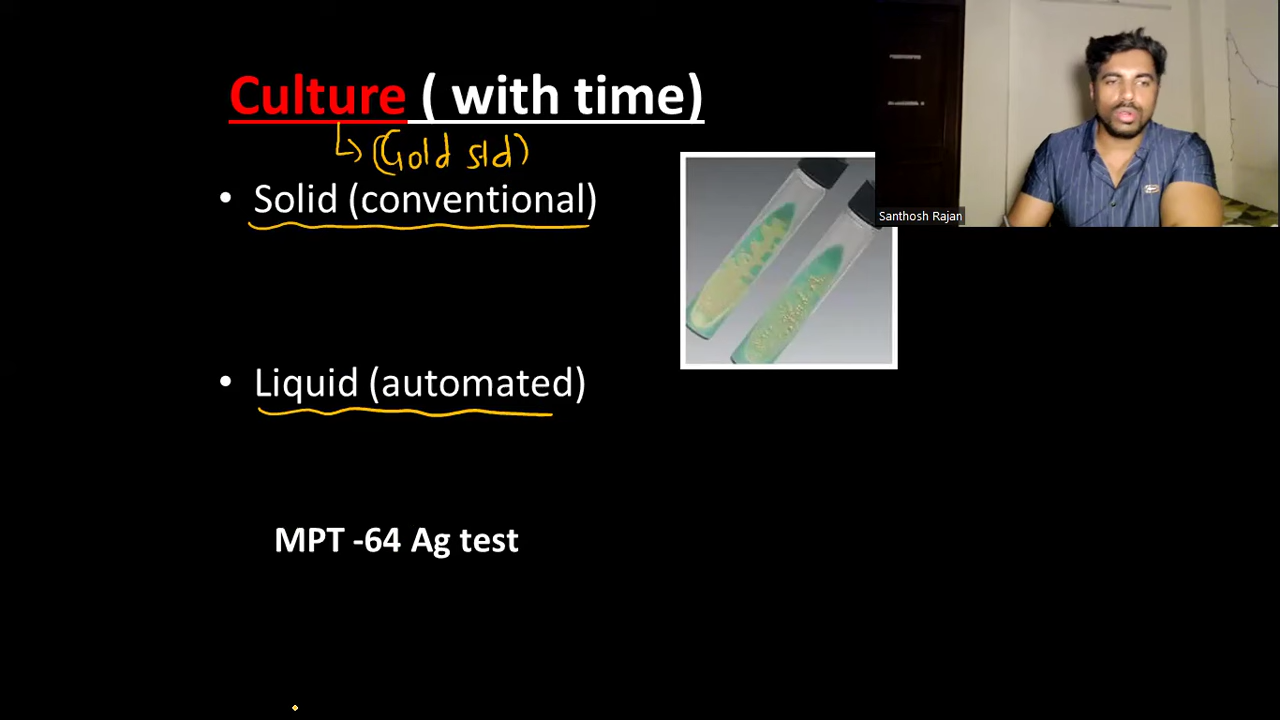 Culture ( with time)
(Gold std)
• Solid (conventional)
• Liquid (automated)
MPT -64 Ag test
Santhosh Rajan